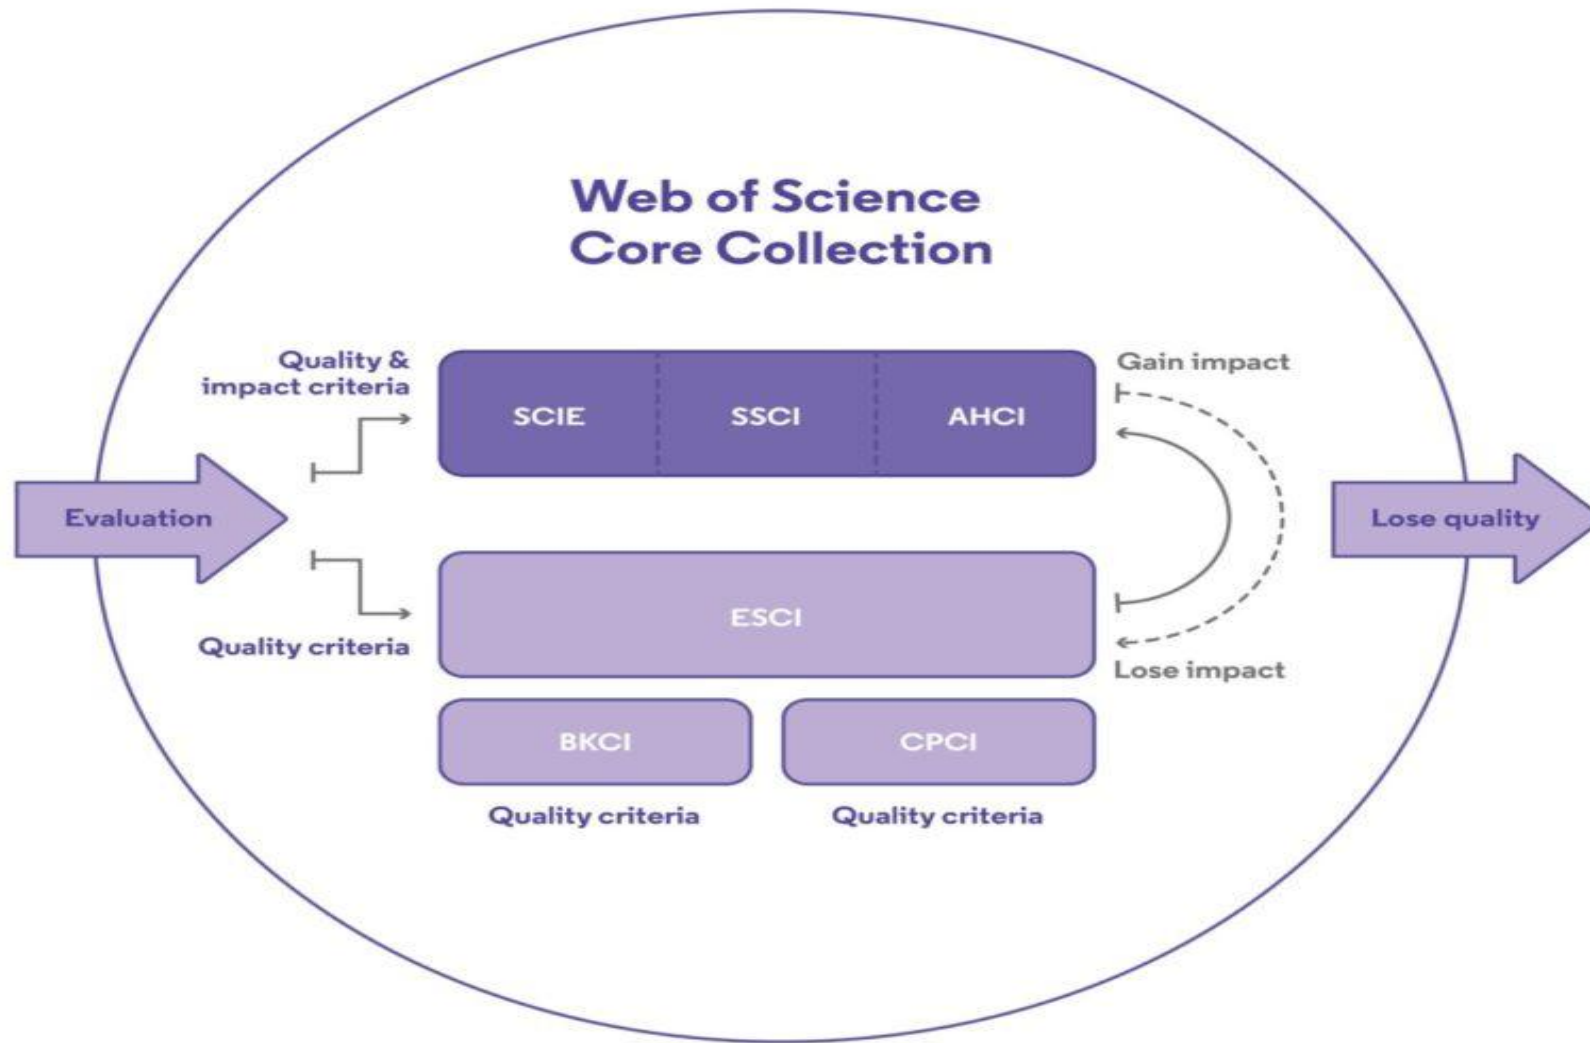 Web of Science
Core Collection
Quality &
impact criteria
SCIE
SSCI
AHCI
Gain impact
Evaluation
Lose quality
ESCI
Quality criteria
Lose impact
BKCI
CPCI
Quality criteria
Quality criteria